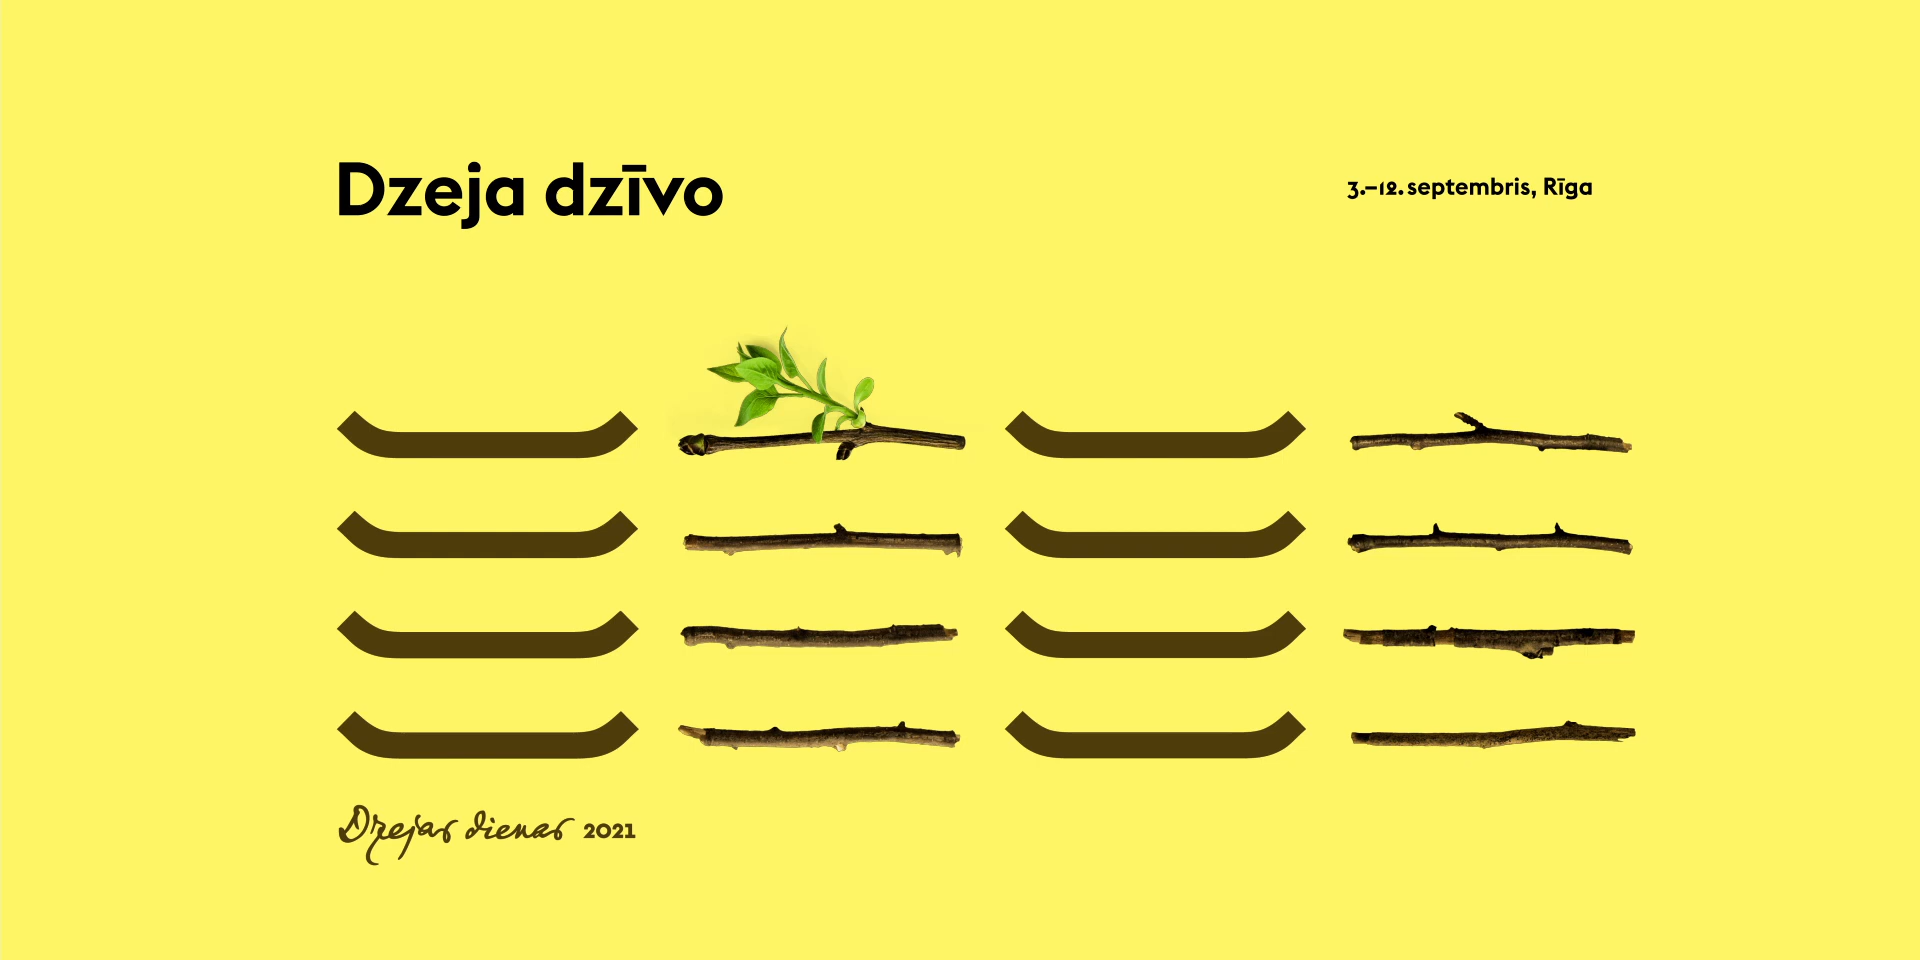 Dzeja dzīvo
3.–12. septembris, Rīga
Dzejas dienas 2021